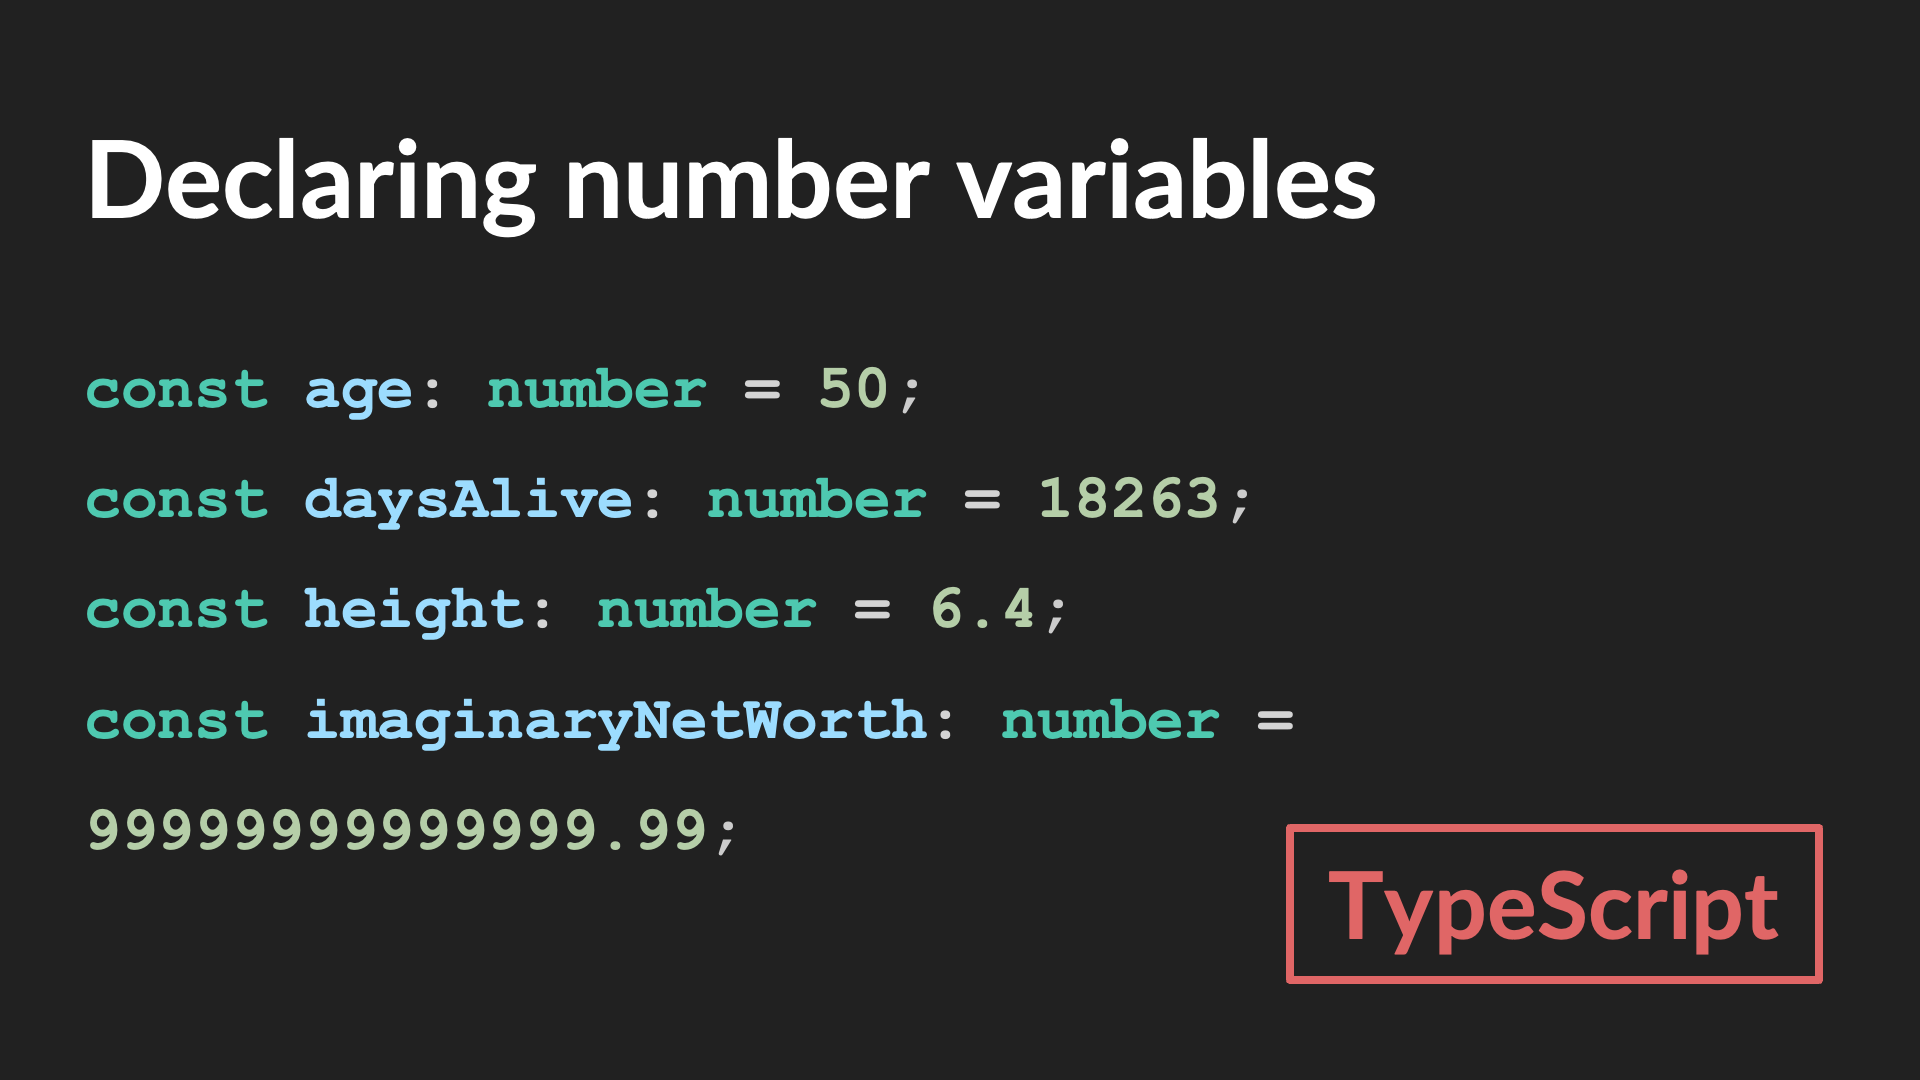 Declaring number variables
const age: number = 50;
const daysAlive: number = 18263;
const height: number = 6.4;
const imaginaryNetWorth: number =
99999999999999.99;
TypeScript